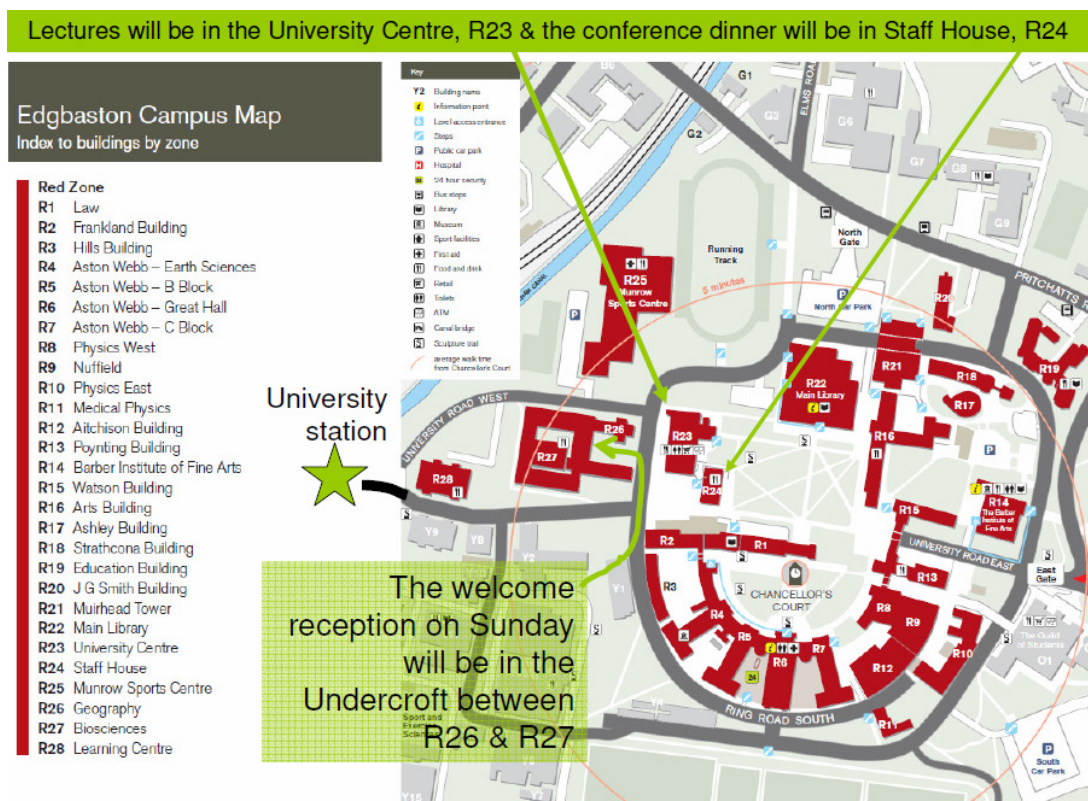 Lectures will be in the University Centre, R23 & the conference dinner will be in Staff House, R24
Edgbaston Campus Map
Index to buildings by zone
Red Zone
R1 Law
R2 Frankland Building
R3 Hills Building
R4 Aston Webb – Earth Sciences
R5 Aston Webb – B Block
R6 Aston Webb – Great Hall
R7 Aston Webb – C Block
R8 Physics West
R9 Nuffield
R10 Physics East
R11 Medical Physics
R12 Aitchison Building
R13 Poynting Building
R14 Barber Institute of Fine Arts
R15 Watson Building
R16 Arts Building
R17 Ashley Building
R18 Strathcona Building
R19 Education Building
R20 J G Smith Building
R21 Muirhead Tower
R22 Main Library
R23 University Centre
R24 Staff House
R25 Munrow Sports Centre
R26 Geography
R27 Biosciences
R28 Learning Centre
Key
Y2 Building name
Information point
Level access entrance
Steps
Public car park
Hospital
24 hour security
Bus stops
Library
Museum
Sport facilities
First aid
Food and drink
Retail
Toilets
ATM
Canal bridge
Sculpture trail
average walk time
from Chancellor's Court
University
station
The welcome
reception on Sunday
will be in the
Undercroft between
R26 & R27
G1
G2
G3
ELMS ROAD
G6
G7
G8
G9
North
Gate
Running
Track
5 minutes
P
North Car Park
PRITCHATTS
R25
Munrow
Sports Centre
P
R20
R19
R21
R18
R17
R22
Main Library
R16
P
UNIVERSITY ROAD WEST
R26
R27
R28
R23
R24
R14
The Barber
Institute of
Fine Arts
R15
UNIVERSITY ROAD EAST
East
Gate
Y9
Y8
Y2
Y1
R2
R1
R3
R4
R5
R6
R7
R8
R9
R10
R11
R12
R13
CHANCELLOR'S
COURT
24
RING ROAD SOUTH
The Guild
of Students
O1
Sport and
Exercise
Sciences
Y4
Y15
P
South
Car Park